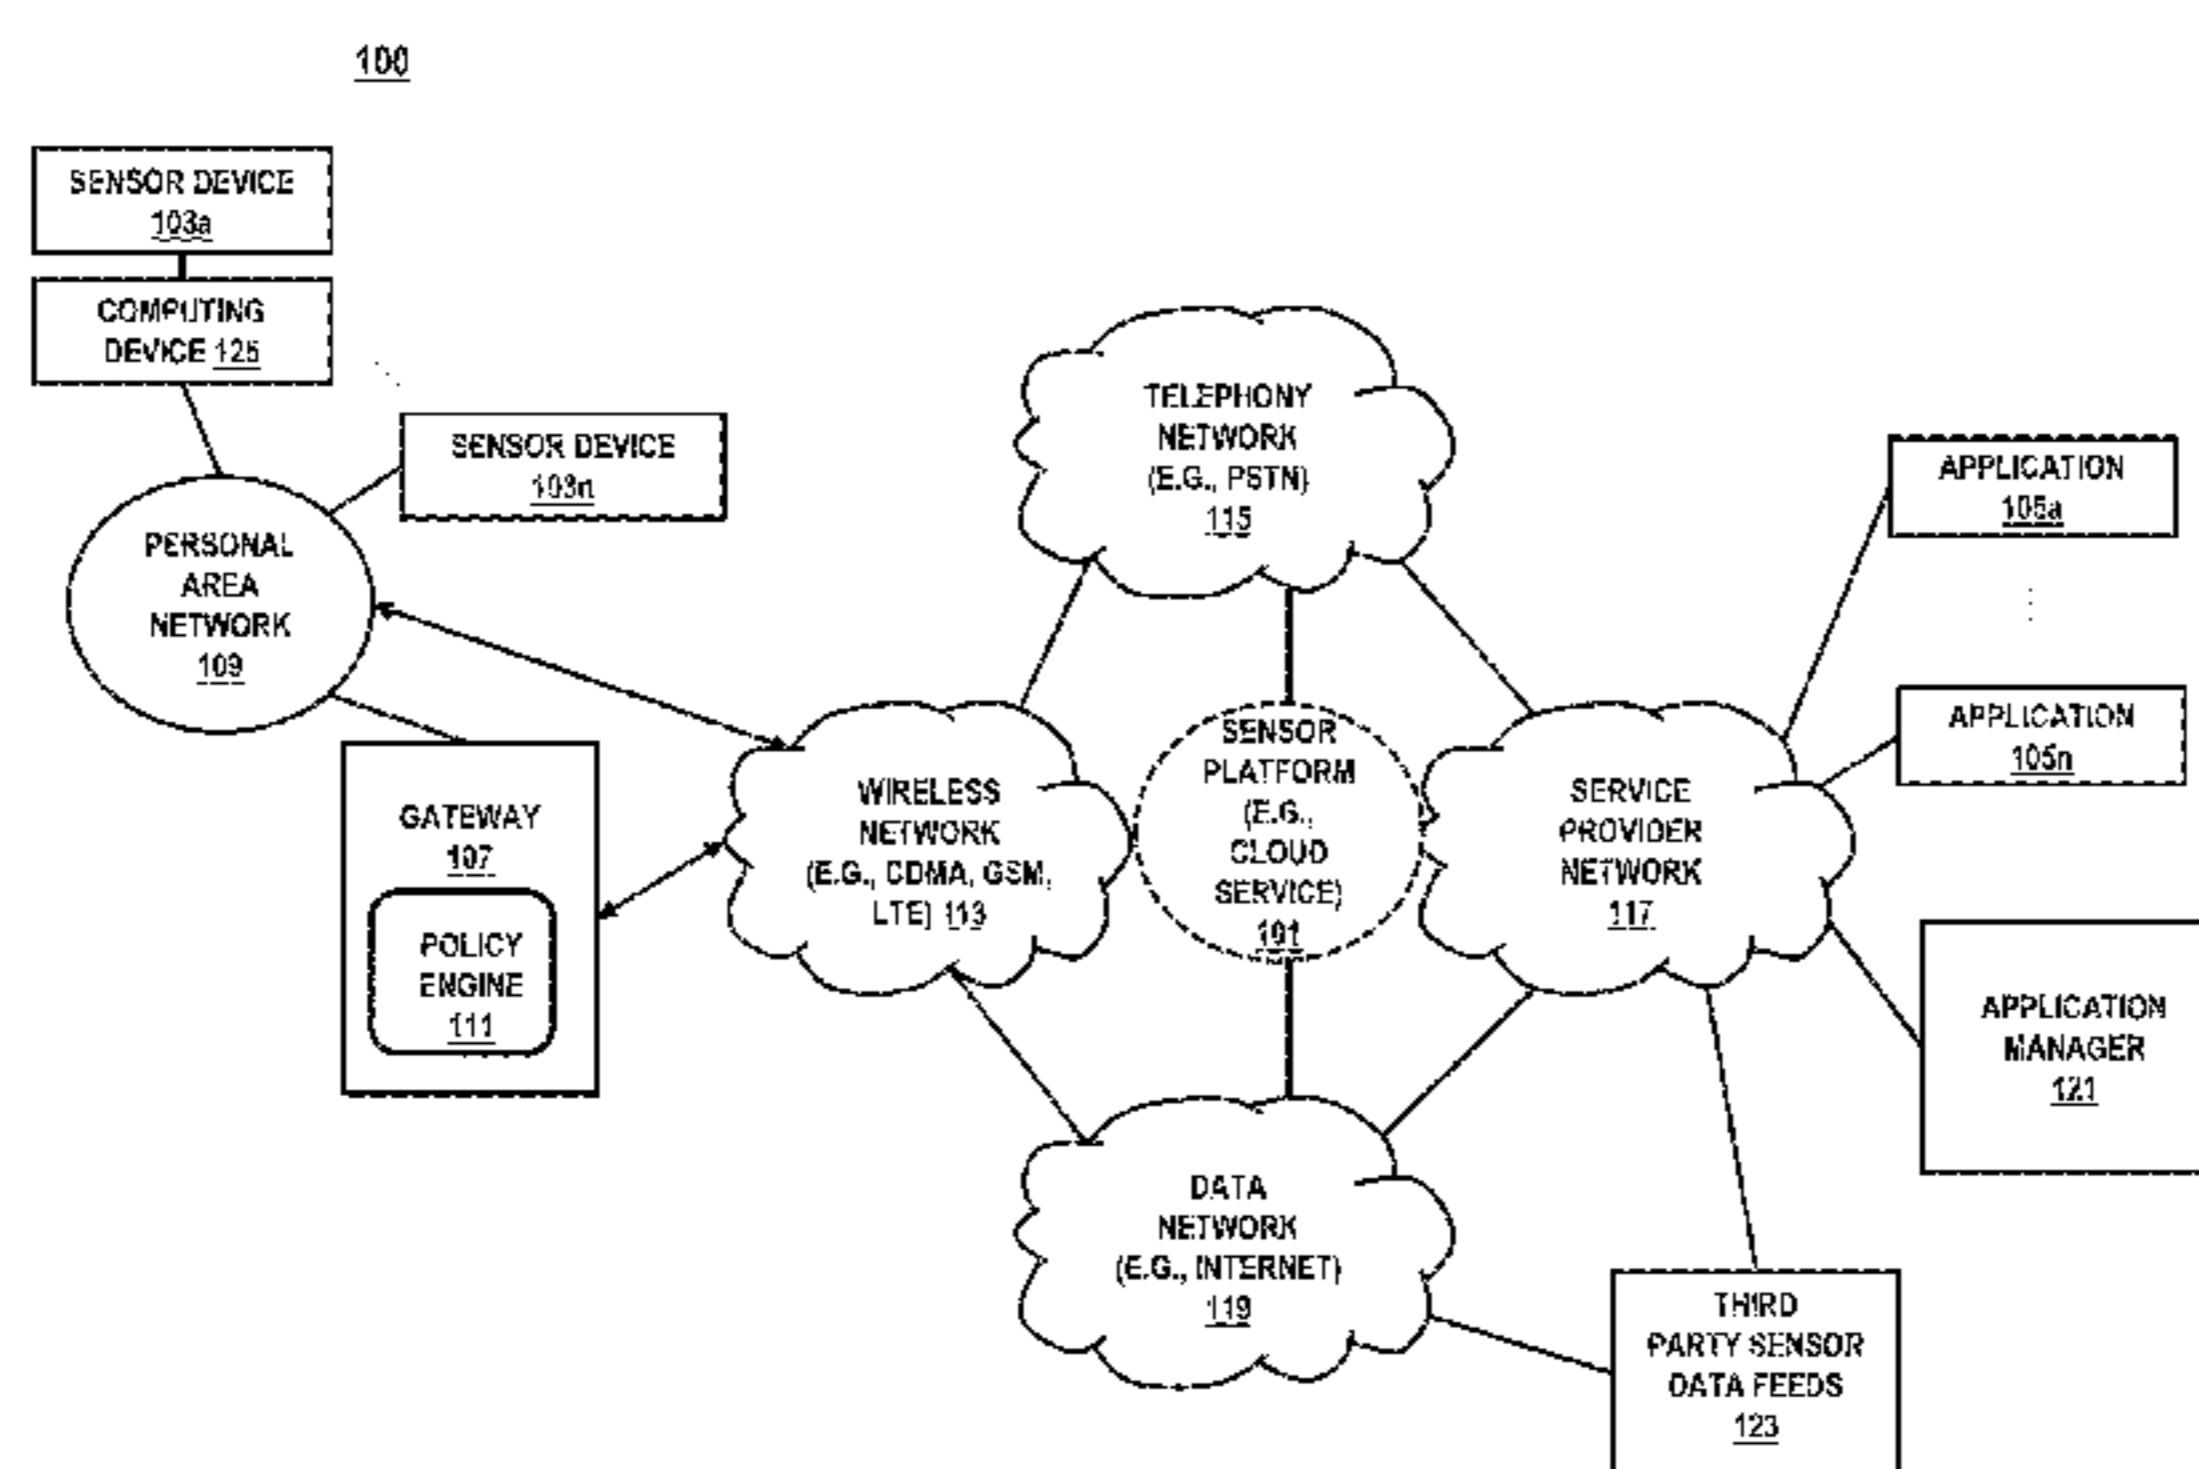 100
SENSOR DEVICE
103a
COMPUTING
DEVICE 125
SENSOR DEVICE
103n
PERSONAL
AREA
NETWORK
109
GATEWAY
107
POLICY
ENGINE
111
TELEPHONY
NETWORK
(E.G., PSTN)
115
WIRELESS
NETWORK
(E.G., CDMA, GSM,
LTE) 113
SENSOR
PLATFORM
(E.G.,
CLOUD
SERVICE)
101
SERVICE
PROVIDER
NETWORK
117
DATA
NETWORK
(E.G., INTERNET)
119
APPLICATION
105a
APPLICATION
105n
APPLICATION
MANAGER
121
THIRD
PARTY SENSOR
DATA FEEDS
123